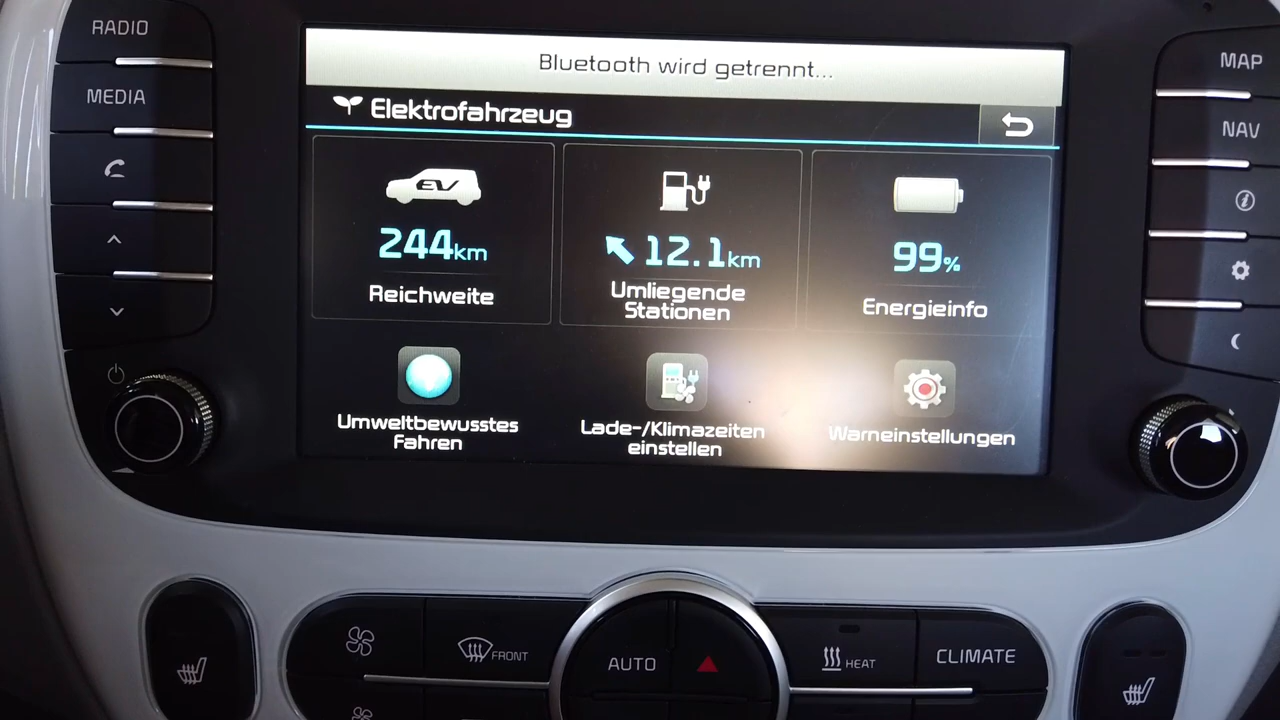 RADIO
MEDIA
MAP
NAV
Bluetooth wird getrennt...
Elektrofahrzeug
EV
244km
Reichweite
12.1km
Umliegende
Stationen
99%
Energieinfo
Umweltbewusstes
Fahren
Lade-/Klimazeiten
einstellen
Warneinstellungen
FRONT
AUTO
HEAT
CLIMATE